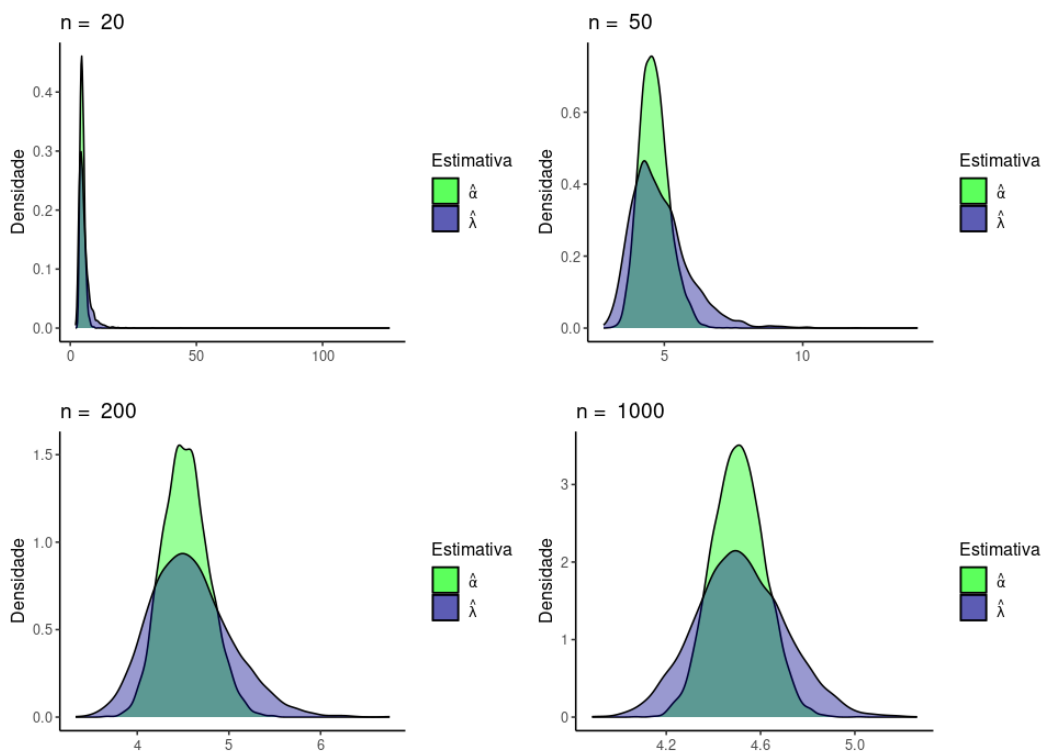 n = 20
Densidade
0.4
0.3
0.2
0.1
0.0
0
50
100
Estimativa
α̂
λ̂
n = 50
Densidade
0.6
0.4
0.2
0.0
5
10
Estimativa
α̂
λ̂
n = 200
Densidade
1.5
1.0
0.5
0.0
4
5
6
Estimativa
α̂
λ̂
n = 1000
Densidade
3
2
1
0
4.2
4.6
5.0
Estimativa
α̂
λ̂